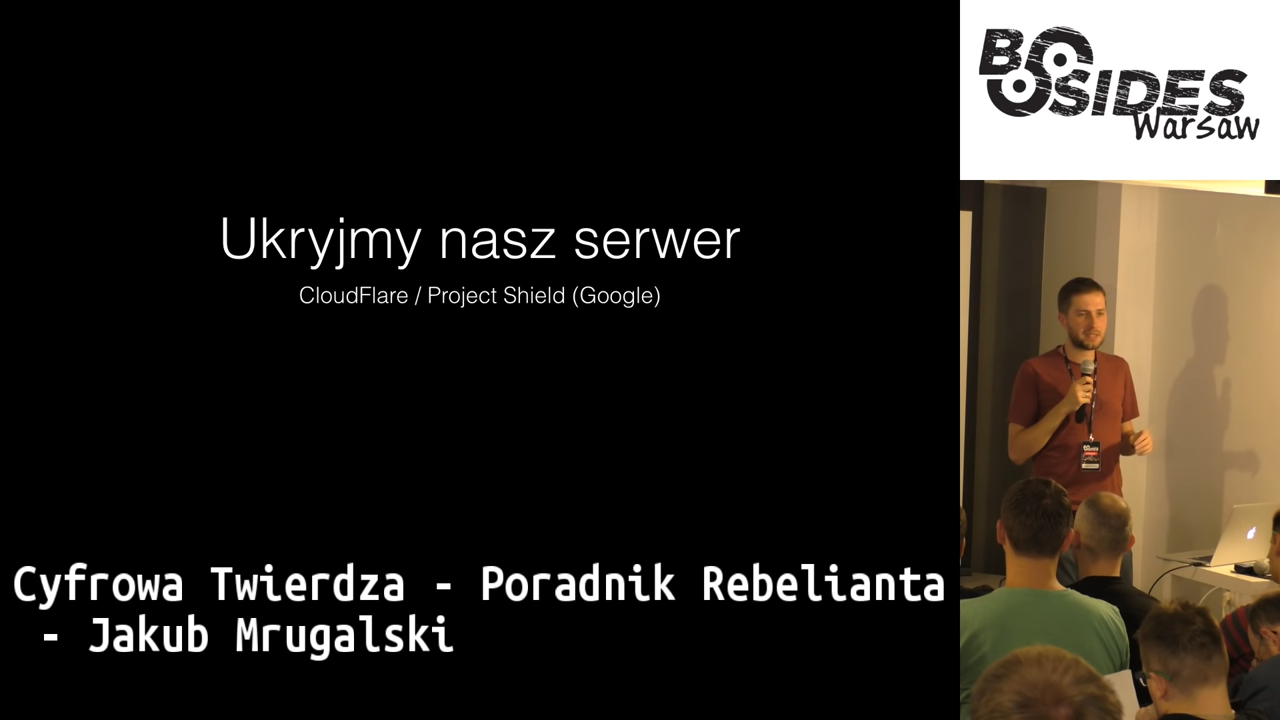 Ukryjmy nasz serwer
CloudFlare / Project Shield (Google)
Cyfrowa Twierdza - Poradnik Rebelianta
- Jakub Mrugalski
BSIDES
Warsaw